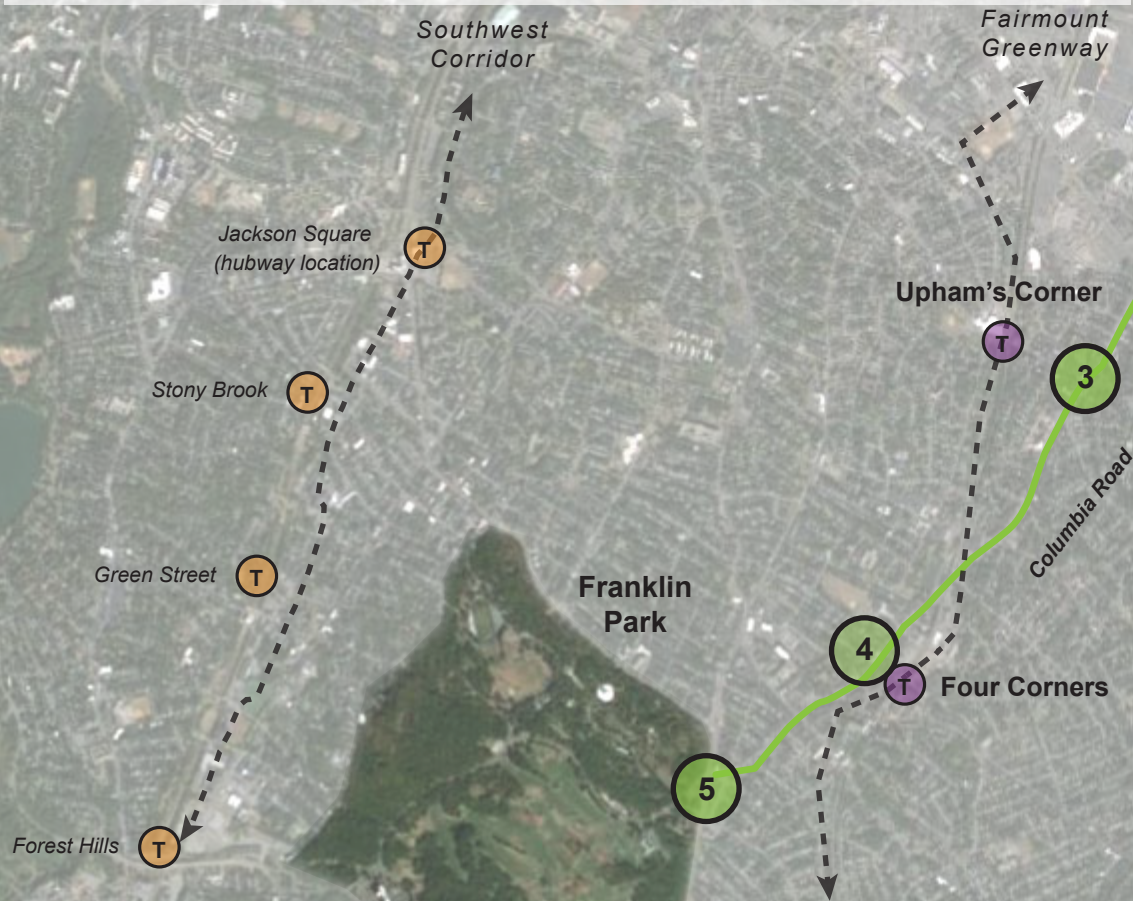 Southwest
Corridor
Fairmount
Greenway
Jackson Square
(hubway location)
T
Upham's Corner
T
3
Stony Brook
T
Columbia Road
Green Street
T
Franklin
Park
4
T
Four Corners
5
Forest Hills
T